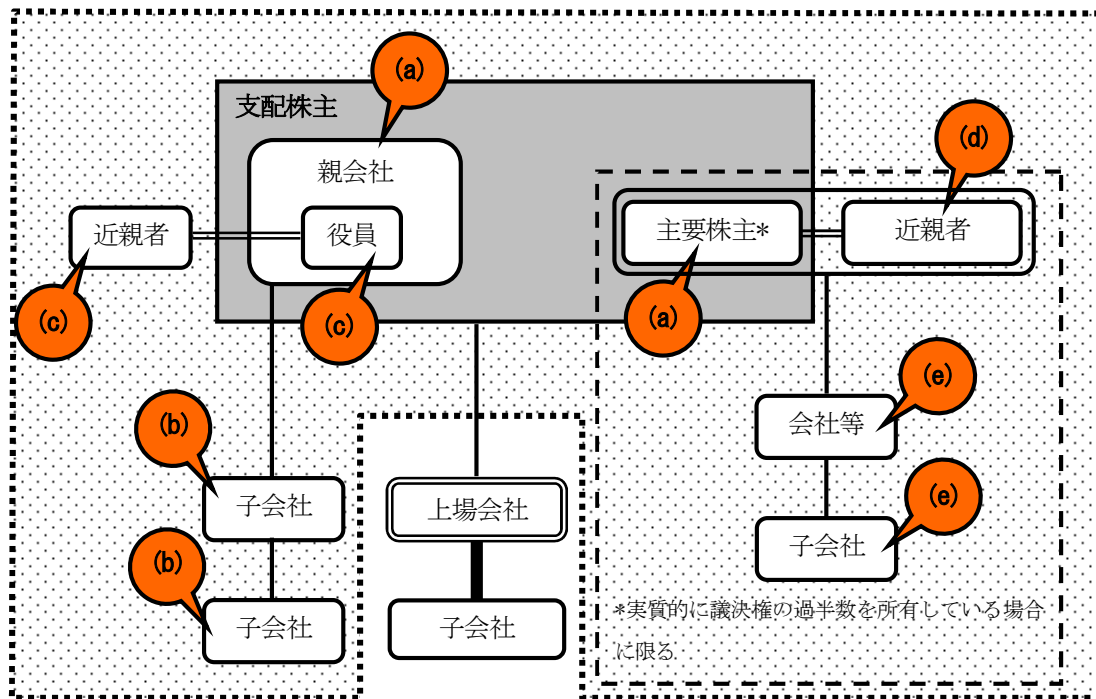 (a)
支配株主
(d)
親会社
近親者
役員
主要株主*
近親者
(c)
(c)
(a)
(e)
会社等
(b)
(e)
子会社
上場会社
子会社
(b)
子会社
子会社
*実質的に議決権の過半数を所有している場合
に限る